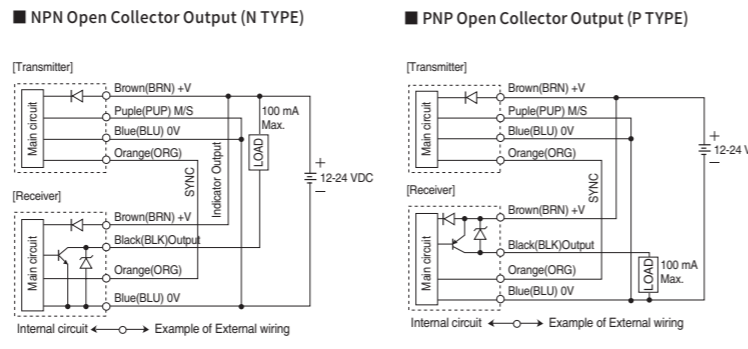 ■ NPN Open Collector Output (N TYPE)
[Transmitter]
Main circuit
Brown(BRN) +V
Puple(PUP) M/S
Blue(BLU) 0V
Orange(ORG)
SYNC
Indicator Output
100 mA
Max.
LOAD
+
12-24 VDC
−
[Receiver]
Main circuit
Brown(BRN) +V
Black(BLK)Output
Orange(ORG)
Blue(BLU) 0V
Internal circuit
Example of External wiring
■ PNP Open Collector Output (P TYPE)
[Transmitter]
Main circuit
Brown(BRN) +V
Puple(PUP) M/S
Blue(BLU) 0V
Orange(ORG)
SYNC
+
12-24 V
−
[Receiver]
Main circuit
Brown(BRN) +V
Black(BLK)Output
Orange(ORG)
Blue(BLU) 0V
LOAD
100 mA
Max.
Internal circuit
Example of External wiring